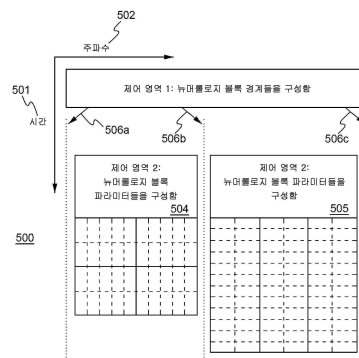 502
주파수
501
시간
제어 영역 1: 뉴머롤로지 블록 경계들을 구성함
506a
506b
506c
제어 영역 2:
뉴머롤로지 블록
파라미터들을 구성함
504
제어 영역 2:
뉴머롤로지 블록 파라미터들을
구성함
505
500